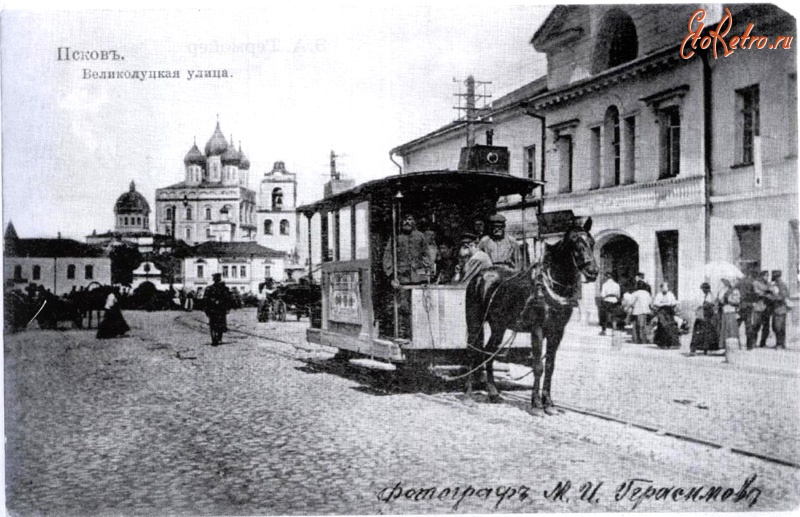 Псковъ.
Великолуцкая улица.
EtoRetro.ru
Фотографъ М. И. Герасимовъ